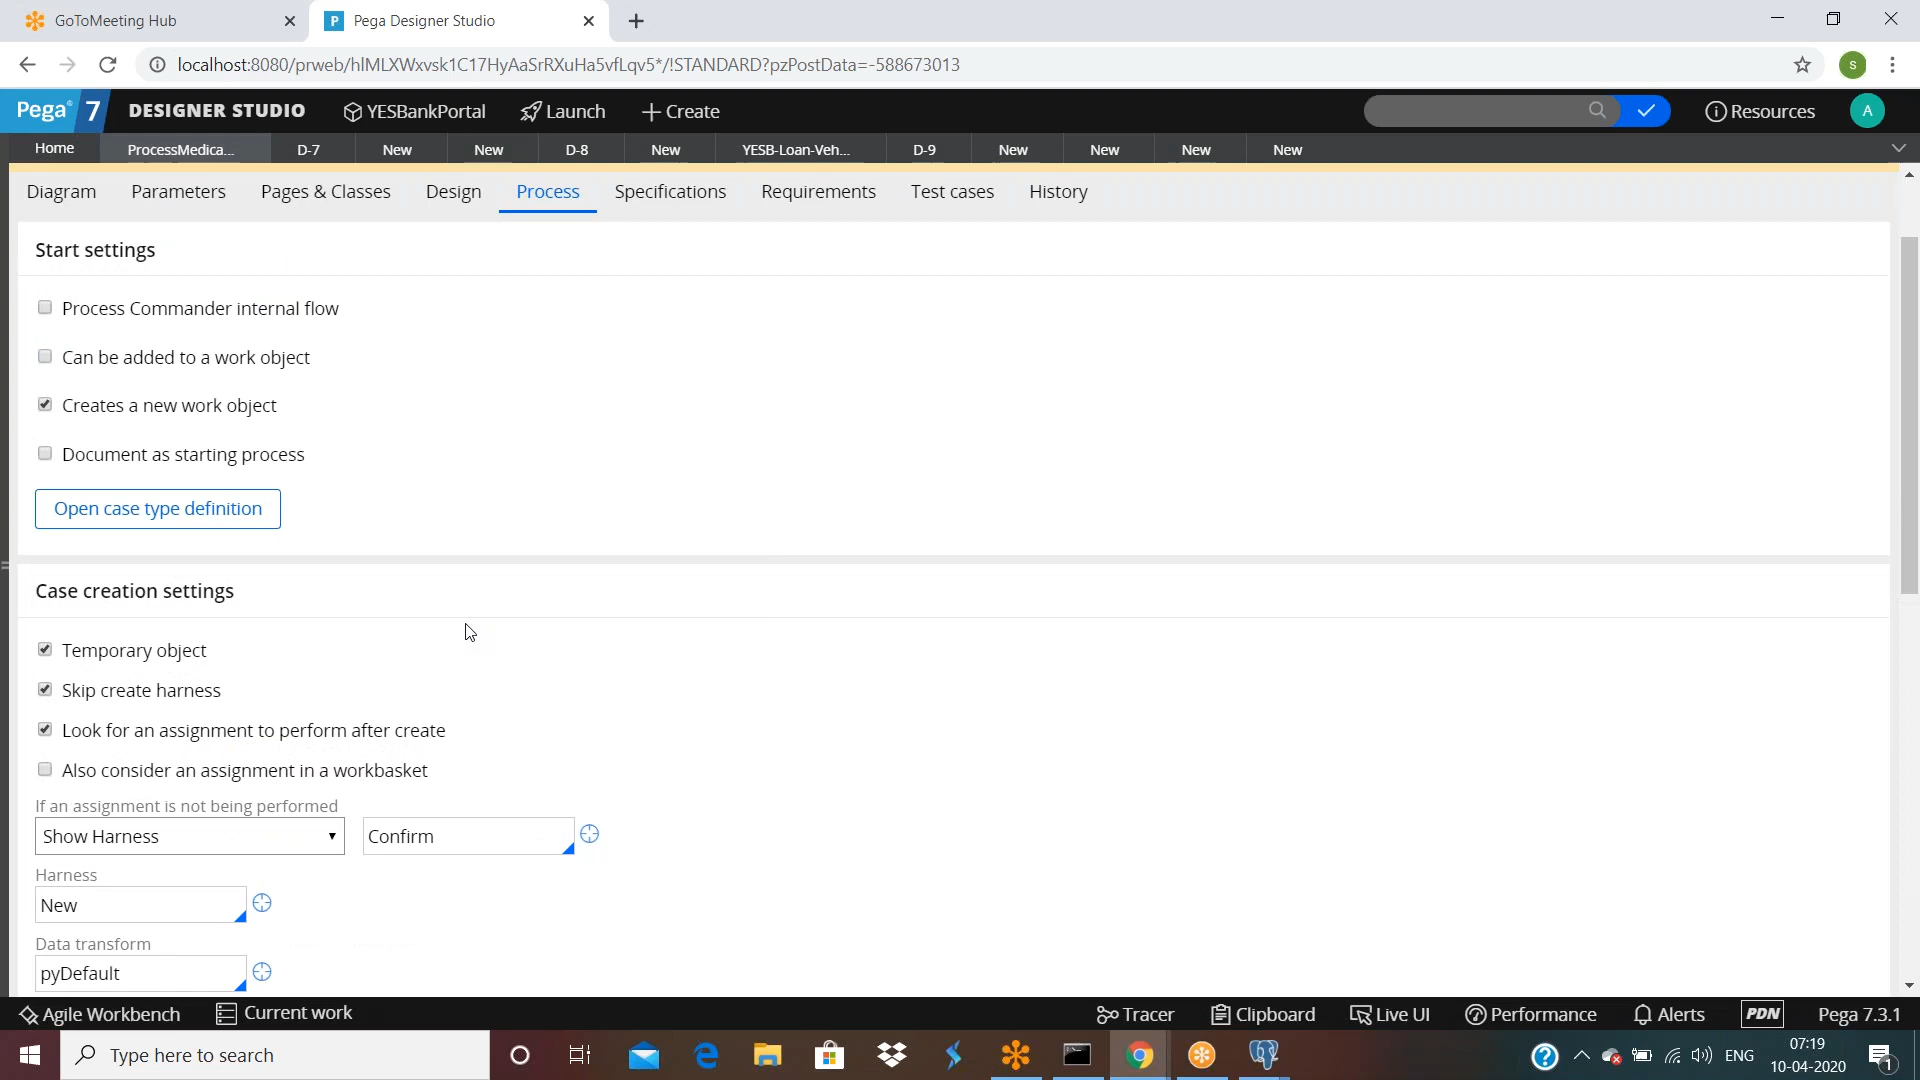 GoToMeeting Hub
P Pega Designer Studio
localhost:8080/prweb/hlMLXWxvsk1C17HyAaSrRXuHa5vfLqv5*/!STANDARD?pzPostData=-588673013
s
Pega 7 DESIGNER STUDIO YESBankPortal Launch Create Resources A
Home ProcessMedica... D-7 New New D-8 New YESB-Loan-Veh... D-9 New New New New
Diagram Parameters Pages & Classes Design Process Specifications Requirements Test cases History
Start settings
Process Commander internal flow
Can be added to a work object
Creates a new work object
Document as starting process
Open case type definition
Case creation settings
Temporary object
Skip create harness
Look for an assignment to perform after create
Also consider an assignment in a workbasket
If an assignment is not being performed
Show Harness Confirm
Harness
New
Data transform
pyDefault
Agile Workbench Current work Tracer Clipboard Live UI Performance Alerts PDN Pega 7.3.1
Type here to search
ENG
07:19
10-04-2020
1